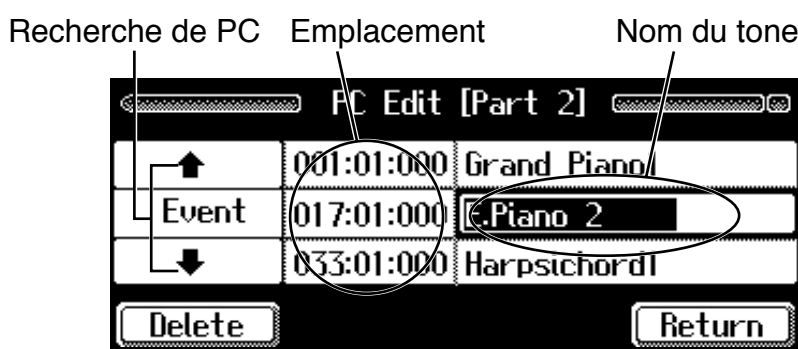 Recherche de PC Emplacement Nom du tone
PC Edit [Part 2]
001:01:000 Grand Piano1
Event 017:01:000 E.Piano 2
033:01:000 Harpsichord1
Delete Return